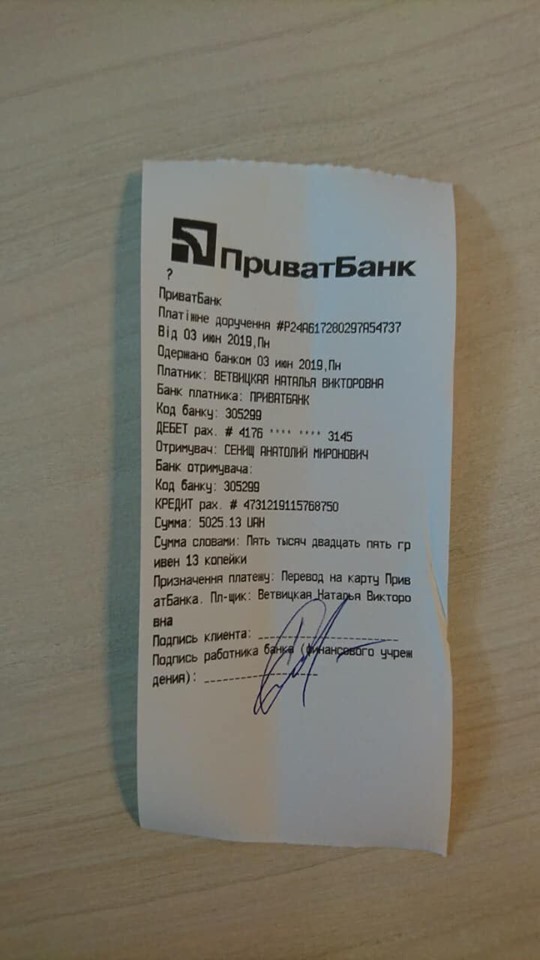 ПриватБанк
?
ПриватБанк
Платiжне доручення #P24A617280297A54737
Вiд 03 июн 2019,Пн
Одержано банком 03 июн 2019,Пн
Платник: ВЕТВИЦКАЯ НАТАЛЬЯ ВИКТОРОВНА
Банк платника: ПРИВАТБАНК
Код банку: 305299
ДЕБЕТ рах. # 4176 **** **** 3145
Отримувач: СЕНИЩ АНАТОЛИЙ МИРОНОВИЧ
Банк отримувача:
Код банку: 305299
КРЕДИТ рах. # 4731219115768750
Сумма: 5025.13 UAH
Сумма словами: Пять тысяч двадцать пять гр
ивен 13 копейки
Призначення платежу: Перевод на карту Прив
атБанка. Пл-щик: Ветвицкая Наталья Викторо
вна
Подпись клиента:
Подпись работника банка (финансового учреж
дения):